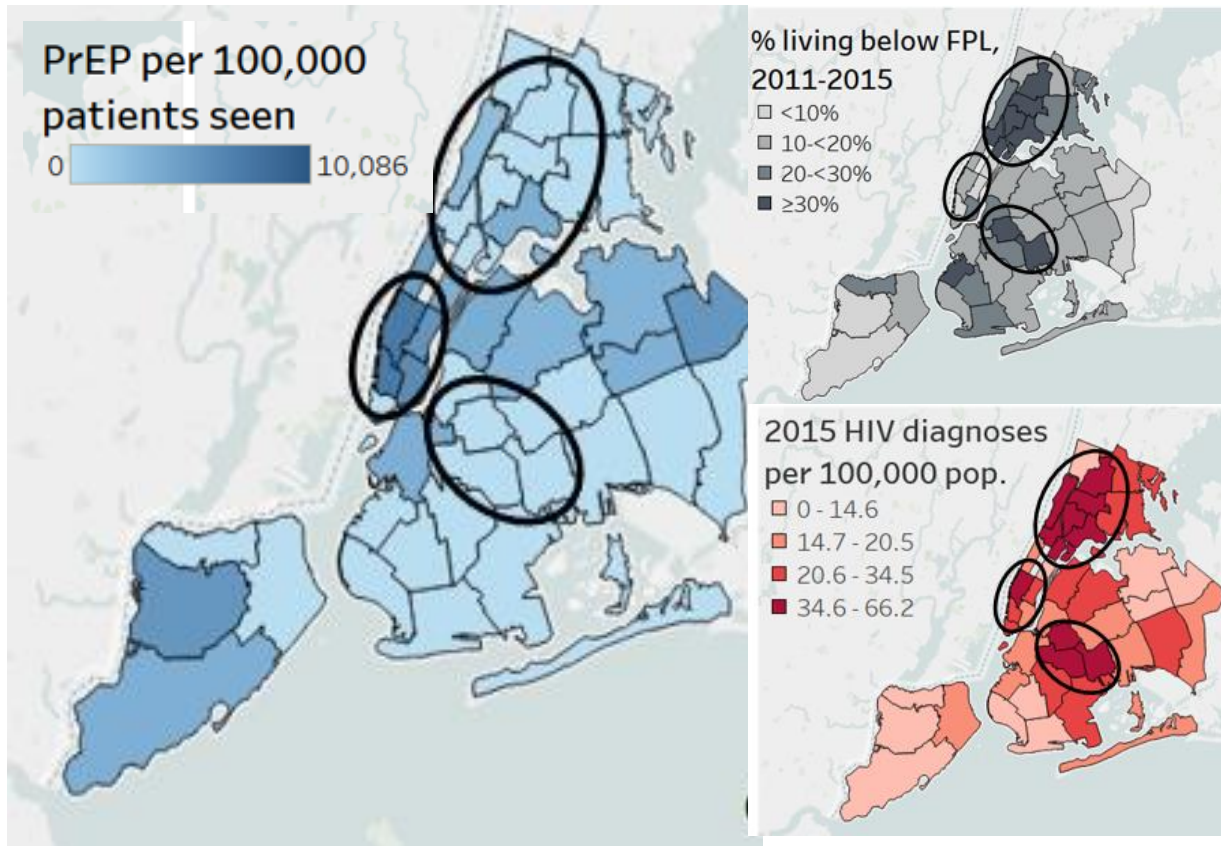 PrEP per 100,000
patients seen
0 10,086
% living below FPL,
2011-2015
<10%
10-<20%
20-<30%
≥30%
2015 HIV diagnoses
per 100,000 pop.
0 - 14.6
14.7 - 20.5
20.6 - 34.5
34.6 - 66.2